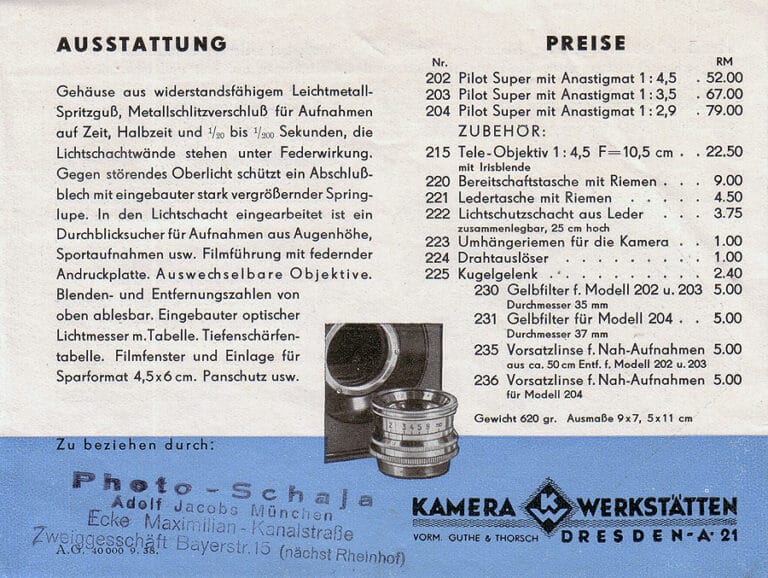 AUSSTATTUNG
Gehäuse aus widerstandsfähigem Leichtmetall-
Spritzguß, Metallschlitzverschluß für Aufnahmen
auf Zeit, Halbzeit und 1/20 bis 1/200 Sekunden, die
Lichtschachtwände stehen unter Federwirkung.
Gegen störendes Oberlicht schützt ein Abschluß-
blech mit eingebauter stark vergrößernder Spring-
lupe. In den Lichtschacht eingearbeitet ist ein
Durchblicksucher für Aufnahmen aus Augenhöhe,
Sportaufnahmen usw. Filmführung mit federnder
Andruckplatte. Auswechselbare Objektive.
Blenden- und Entfernungszahlen von
oben ablesbar. Eingebauter optischer
Lichtmesser m. Tabelle. Tiefenschärfen-
tabelle. Filmfenster und Einlage für
Sparformat 4,5x6 cm. Panschutz usw.
PREISE
Nr. RM
202 Pilot Super mit Anastigmat 1:4,5 . 52.00
203 Pilot Super mit Anastigmat 1:3,5 . 67.00
204 Pilot Super mit Anastigmat 1:2,9 . 79.00
ZUBEHÖR:
215 Tele-Objektiv 1:4,5 F=10,5 cm . . 22.50
mit Irisblende
220 Bereitschaftstasche mit Riemen . . . 9.00
221 Ledertasche mit Riemen . . . . . 4.50
222 Lichtschutzschacht aus Leder . . . 3.75
zusammenlegbar, 25 cm hoch
223 Umhängeriemen für die Kamera . . 1.00
224 Drahtauslöser . . . . . . . . . 1.00
225 Kugelgelenk . . . . . . . . . . 2.40
230 Gelbfilter f. Modell 202 u. 203 5.00
Durchmesser 35 mm
231 Gelbfilter für Modell 204 . . 5.00
Durchmesser 37 mm
235 Vorsatzlinse f. Nah-Aufnahmen 5.00
aus ca. 50 cm Entf. f. Modell 202 u. 203
236 Vorsatzlinse f. Nah-Aufnahmen 5.00
für Modell 204
Gewicht 620 gr. Ausmaße 9x7, 5x11 cm
Zu beziehen durch:
Photo-Schaja
Adolf Jacobs München
Ecke Maximilian-Kanalstraße
Zweiggeschäft Bayerstr. 15 (nächst Rheinhof)
A.G. 40 000 9. 38.
KAMERA KW WERKSTÄTTEN
VORM. GUTHE & THORSCH DRESDEN-A-21